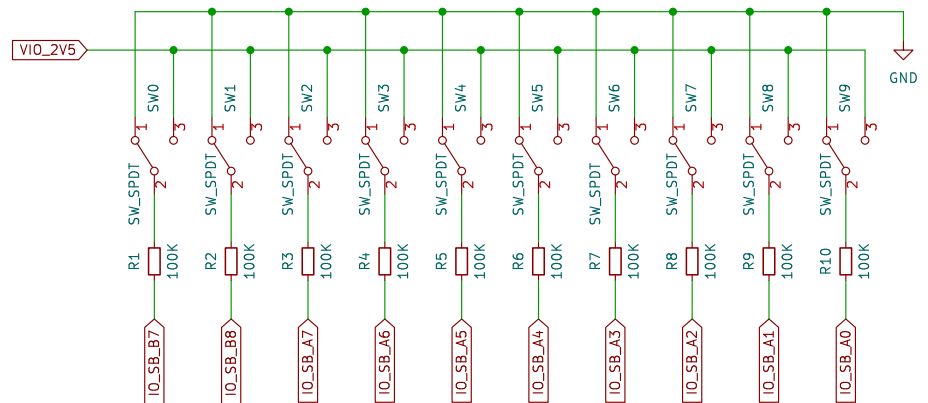 VIO_2V5
GND
SW0 SW1 SW2 SW3 SW4 SW5 SW6 SW7 SW8 SW9
1 3 1 3 1 3 1 3 1 3 1 3 1 3 1 3 1 3 1 3
SW_SPDT SW_SPDT SW_SPDT SW_SPDT SW_SPDT SW_SPDT SW_SPDT SW_SPDT SW_SPDT SW_SPDT
2 2 2 2 2 2 2 2 2 2
R1 100K R2 100K R3 100K R4 100K R5 100K R6 100K R7 100K R8 100K R9 100K R10 100K
IO_SB_B7 IO_SB_B8 IO_SB_A7 IO_SB_A6 IO_SB_A5 IO_SB_A4 IO_SB_A3 IO_SB_A2 IO_SB_A1 IO_SB_A0